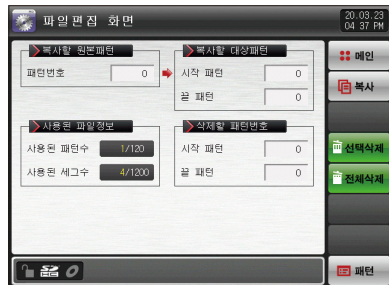 파일편집 화면
20.03.23
04 37 PM
복사할 원본패턴
패턴번호 0
복사할 대상패턴
시작 패턴 0
끝 패턴 0
사용된 파일정보
사용된 패턴수 1/120
사용된 세그수 4/1200
삭제할 패턴번호
시작 패턴 0
끝 패턴 0
메인
복사
선택삭제
전체삭제
패턴